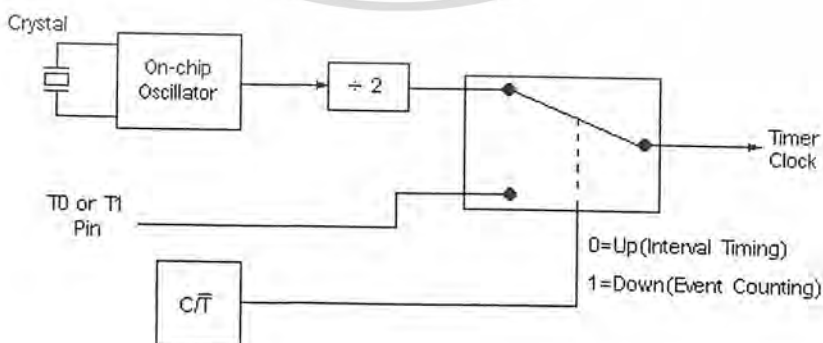 Crystal
On-chip
Oscillator
÷ 2
Timer
Clock
T0 or T1
Pin
0=Up(Interval Timing)
1=Down(Event Counting)
C/T̅